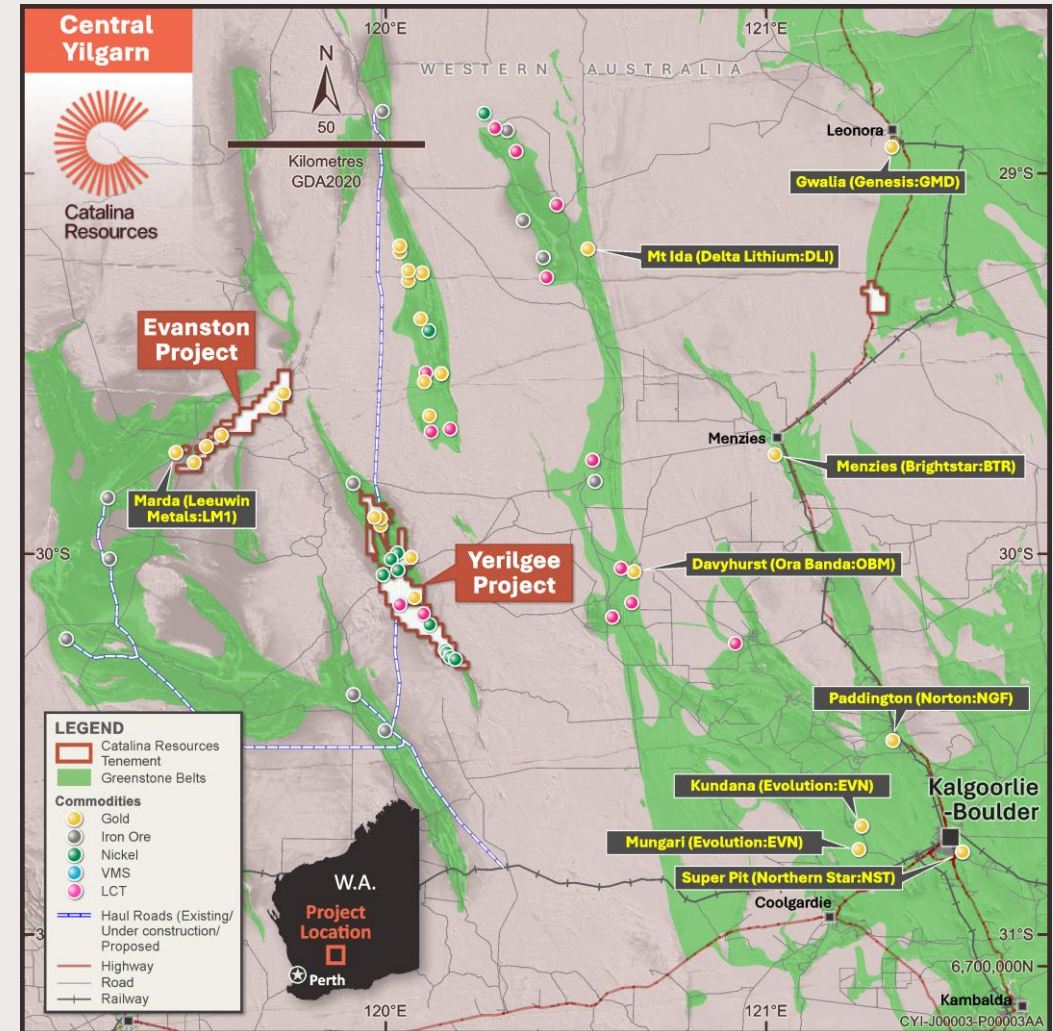 Central
Yilgarn
Catalina
Resources
120°E
121°E
N
50
Kilometres
GDA2020
WESTERN AUSTRALIA
Leonora
Gwalia (Genesis:GMD)
29°S
Mt Ida (Delta Lithium:DLI)
Evanston
Project
Menzies
Menzies (Brightstar:BTR)
Marda (Leeuwin
Metals:LM1)
30°S
30°S
Yerilgee
Project
Davyhurst (Ora Banda:OBM)
Paddington (Norton:NGF)
Kundana (Evolution:EVN)
Kalgoorlie
-Boulder
Mungari (Evolution:EVN)
Super Pit (Northern Star:NST)
Coolgardie
31°S
6,700,000N
Kambalda
CYI-J00003-P00003AA
120°E
121°E
LEGEND
Catalina Resources
Tenement
Greenstone Belts
Commodities
Gold
Iron Ore
Nickel
VMS
LCT
Haul Roads (Existing/
Under construction/
Proposed
Highway
Road
Railway
W.A.
Project
Location
Perth